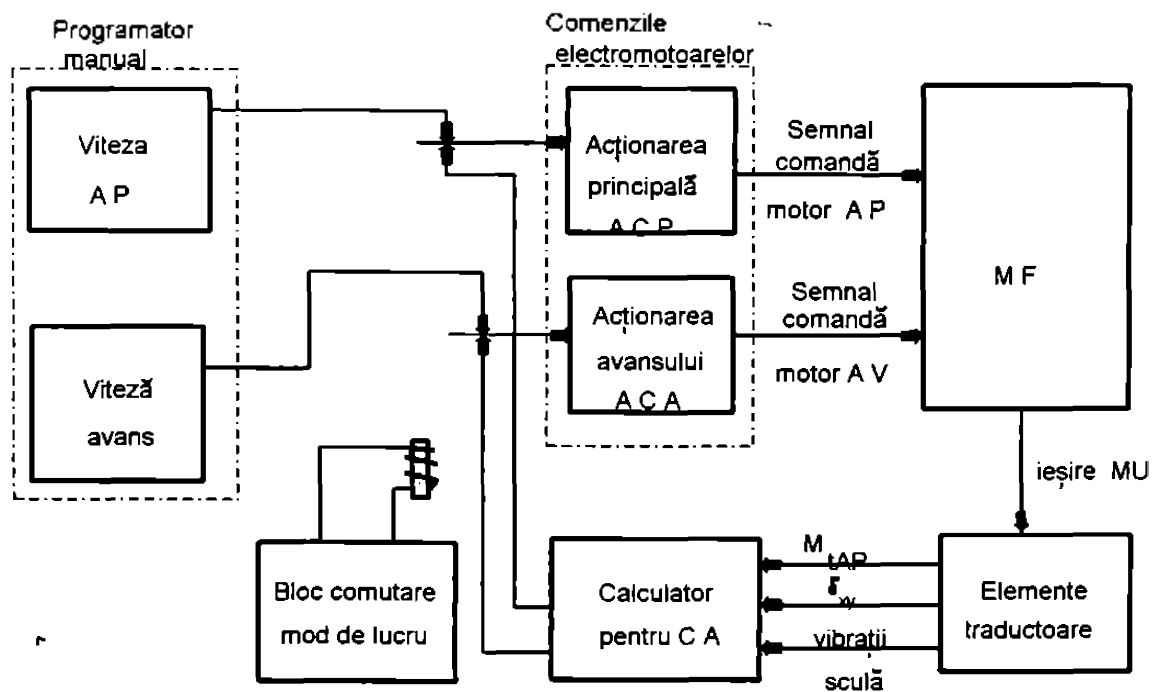 Programator
manual
Viteza
A P
Viteză
avans
Comenzile
electromotoarelor
Acționarea
principală
A C P
Acționarea
avansului
A C A
Semnal
comandă
motor A P
Semnal
comandă
motor A V
M F
ieșire MU
Elemente
traductoare
M tAP
xy
vibrații
sculă
Calculator
pentru C A
Bloc comutare
mod de lucru